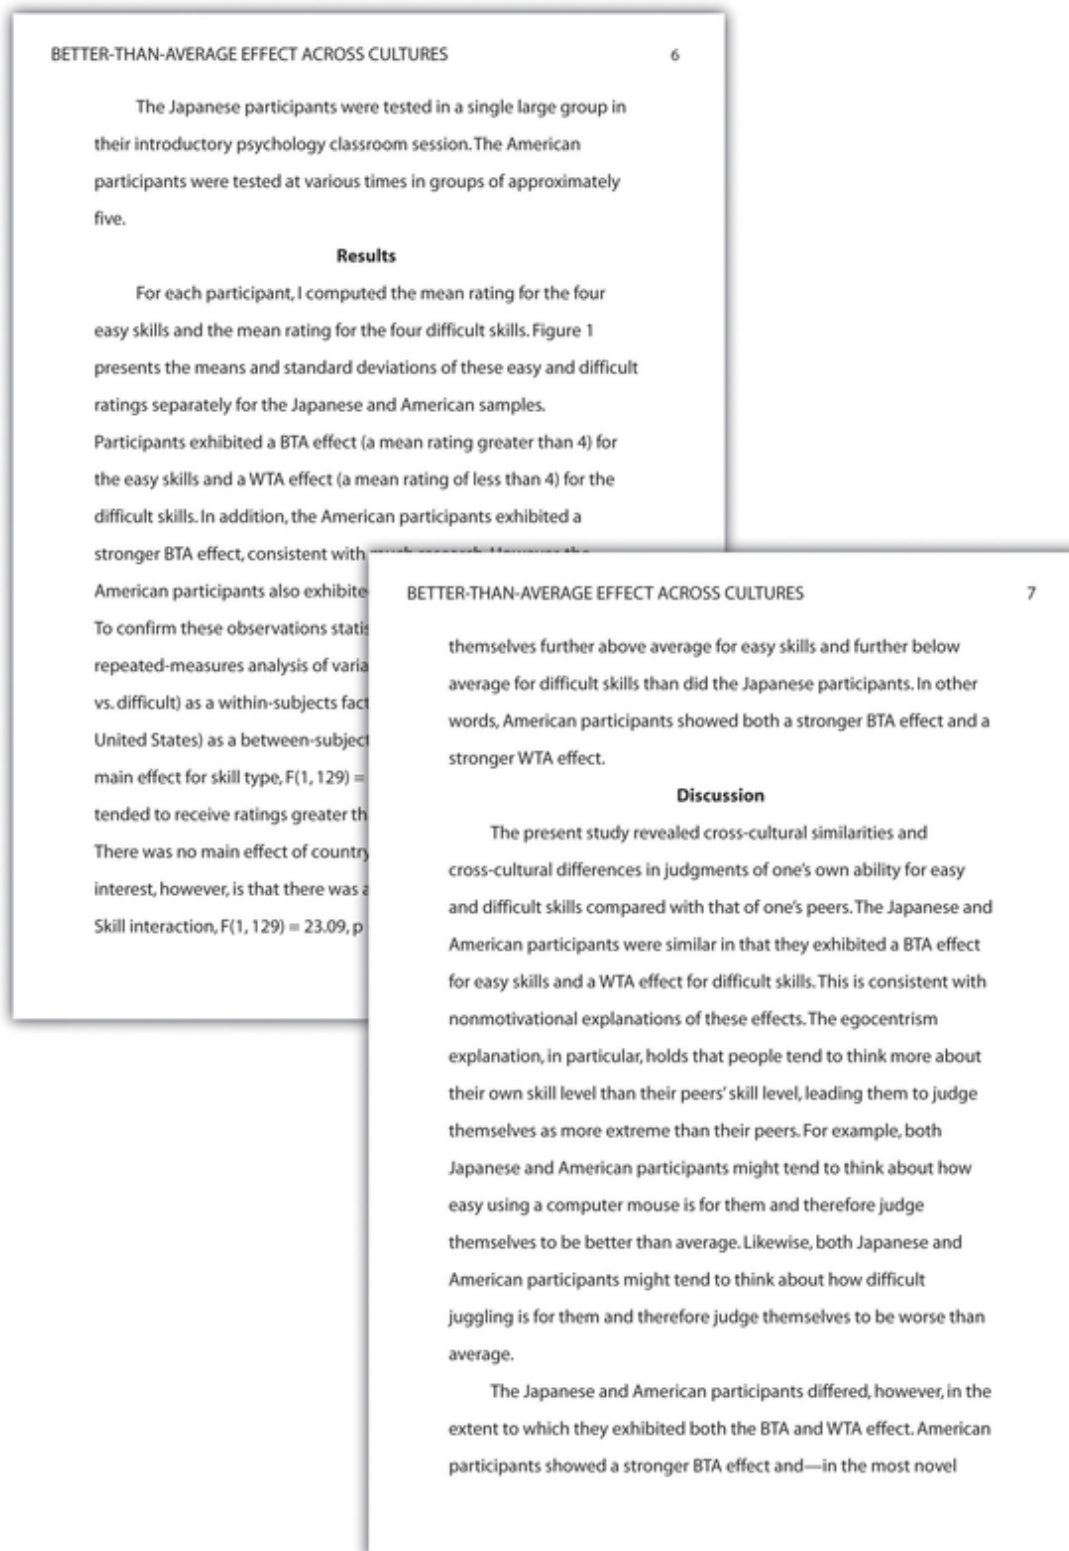 BETTER-THAN-AVERAGE EFFECT ACROSS CULTURES 6
The Japanese participants were tested in a single large group in
their introductory psychology classroom session. The American
participants were tested at various times in groups of approximately
five.
Results
For each participant, I computed the mean rating for the four
easy skills and the mean rating for the four difficult skills. Figure 1
presents the means and standard deviations of these easy and difficult
ratings separately for the Japanese and American samples.
Participants exhibited a BTA effect (a mean rating greater than 4) for
the easy skills and a WTA effect (a mean rating of less than 4) for the
difficult skills. In addition, the American participants exhibited a
stronger BTA effect, consistent with
American participants also exhibite
To confirm these observations statis
repeated-measures analysis of varia
vs. difficult) as a within-subjects fact
United States) as a between-subject
main effect for skill type, F(1, 129) =
tended to receive ratings greater th
There was no main effect of country
interest, however, is that there was a
Skill interaction, F(1, 129) = 23.09, p
BETTER-THAN-AVERAGE EFFECT ACROSS CULTURES 7
themselves further above average for easy skills and further below
average for difficult skills than did the Japanese participants. In other
words, American participants showed both a stronger BTA effect and a
stronger WTA effect.
Discussion
The present study revealed cross-cultural similarities and
cross-cultural differences in judgments of one's own ability for easy
and difficult skills compared with that of one's peers. The Japanese and
American participants were similar in that they exhibited a BTA effect
for easy skills and a WTA effect for difficult skills. This is consistent with
nonmotivational explanations of these effects. The egocentrism
explanation, in particular, holds that people tend to think more about
their own skill level than their peers' skill level, leading them to judge
themselves as more extreme than their peers. For example, both
Japanese and American participants might tend to think about how
easy using a computer mouse is for them and therefore judge
themselves to be better than average. Likewise, both Japanese and
American participants might tend to think about how difficult
juggling is for them and therefore judge themselves to be worse than
average.
The Japanese and American participants differed, however, in the
extent to which they exhibited both the BTA and WTA effect. American
participants showed a stronger BTA effect and—in the most novel